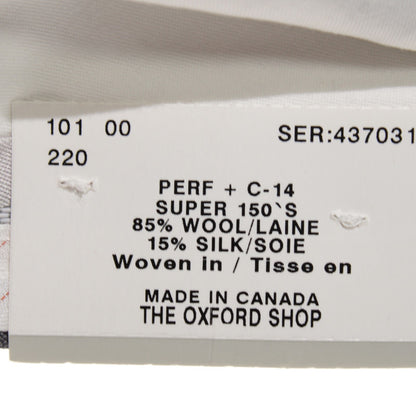 101 00 SER:437031
220
PERF + C-14
SUPER 150`S
85% WOOL/LAINE
15% SILK/SOIE
Woven in / Tisse en
MADE IN CANADA
THE OXFORD SHOP